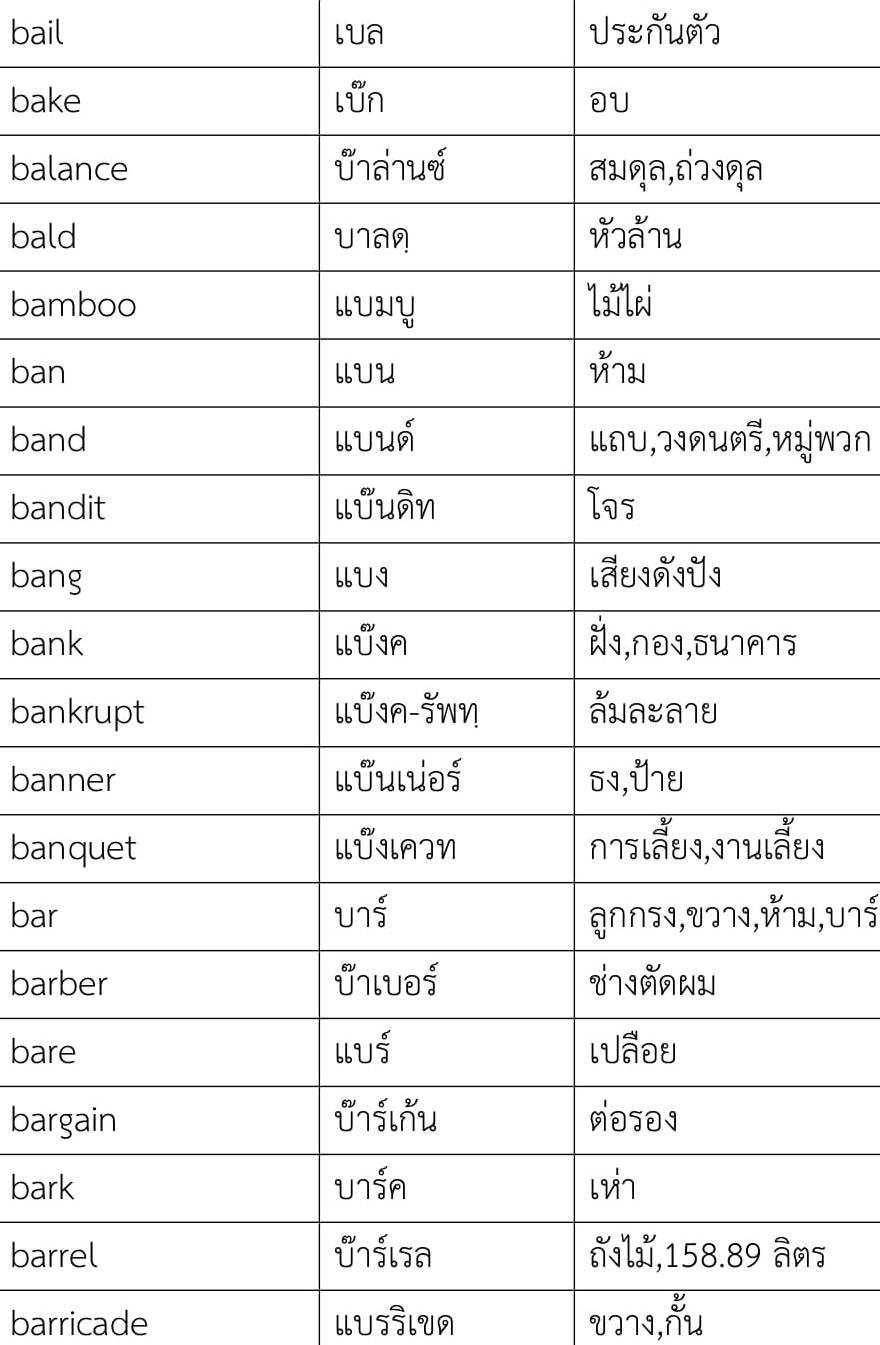 bail เบล ประกันตัว
bake เบ๊ก อบ
balance บ๊าล่านซ์ สมดุล,ถ่วงดุล
bald บาลดฺ หัวล้าน
bamboo แบมบู ไม้ไผ่
ban แบน ห้าม
band แบนด์ แถบ,วงดนตรี,หมู่พวก
bandit แบ๊นดิท โจร
bang แบง เสียงดังปัง
bank แบ๊งค ฝั่ง,กอง,ธนาคาร
bankrupt แบ๊งค-รัพทฺ ล้มละลาย
banner แบ๊นเน่อร์ ธง,ป้าย
banquet แบ๊งเควท การเลี้ยง,งานเลี้ยง
bar บาร์ ลูกกรง,ขวาง,ห้าม,บาร์
barber บ๊าเบอร์ ช่างตัดผม
bare แบร์ เปลือย
bargain บ๊าร์เก้น ต่อรอง
bark บาร์ค เห่า
barrel บ๊าร์เรล ถังไม้,158.89 ลิตร
barricade แบรริเขด ขวาง,กั้น